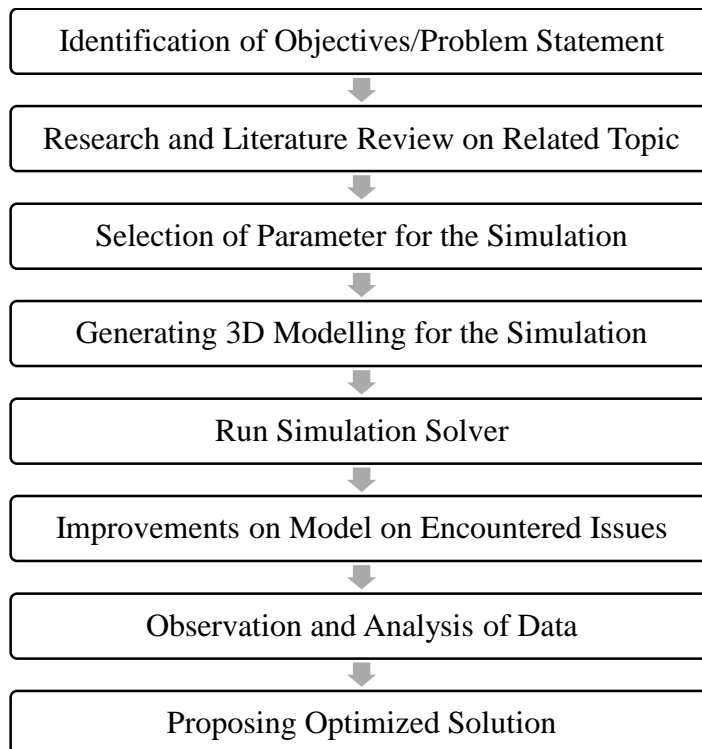 Identification of Objectives/Problem Statement
Research and Literature Review on Related Topic
Selection of Parameter for the Simulation
Generating 3D Modelling for the Simulation
Run Simulation Solver
Improvements on Model on Encountered Issues
Observation and Analysis of Data
Proposing Optimized Solution